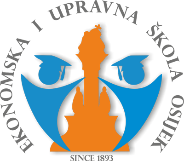 EKONOMSKA I UPRAVNA ŠKOLA OSIJEK
SINCE 1893